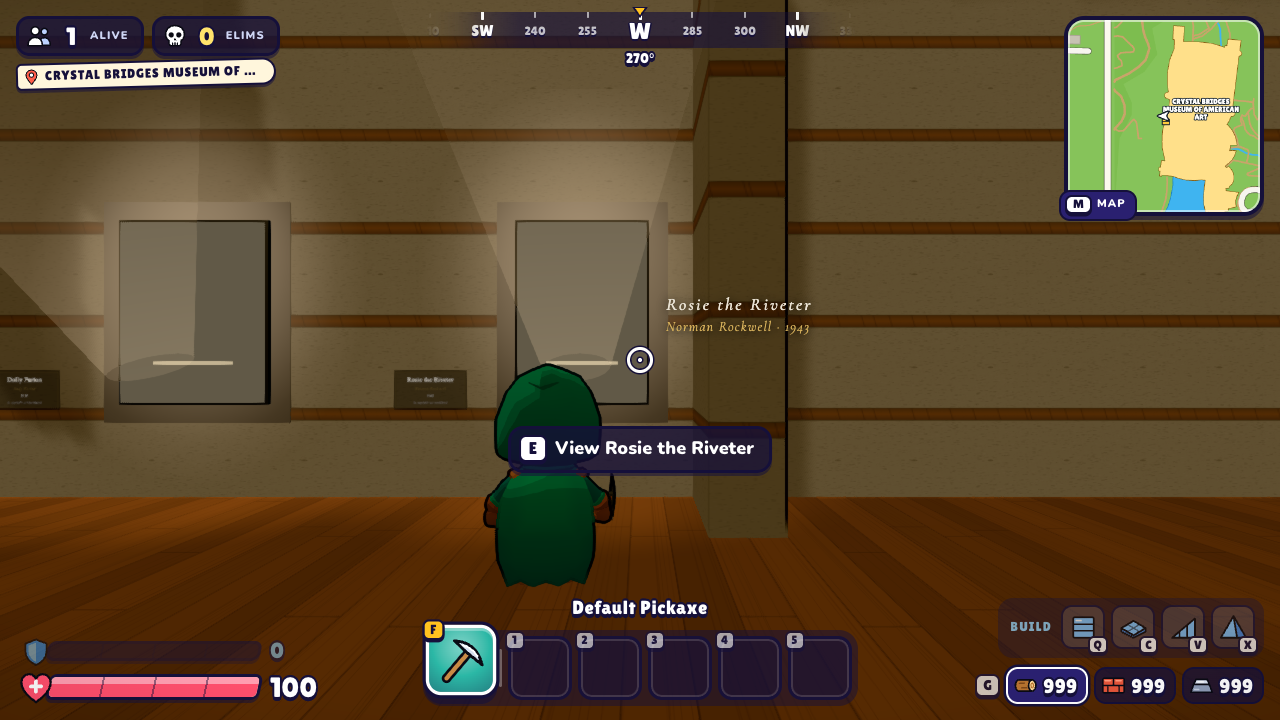 1 ALIVE
0 ELIMS
CRYSTAL BRIDGES MUSEUM OF ...
SW 240 255 W 285 300 NW
270°
CRYSTAL BRIDGES
MUSEUM OF AMERICAN
ART
M MAP
Rosie the Riveter
Norman Rockwell · 1943
Dolly Parton
Rosie the Riveter
E View Rosie the Riveter
Default Pickaxe
F 1 2 3 4 5
0
100
BUILD Q C V X
G 999 999 999